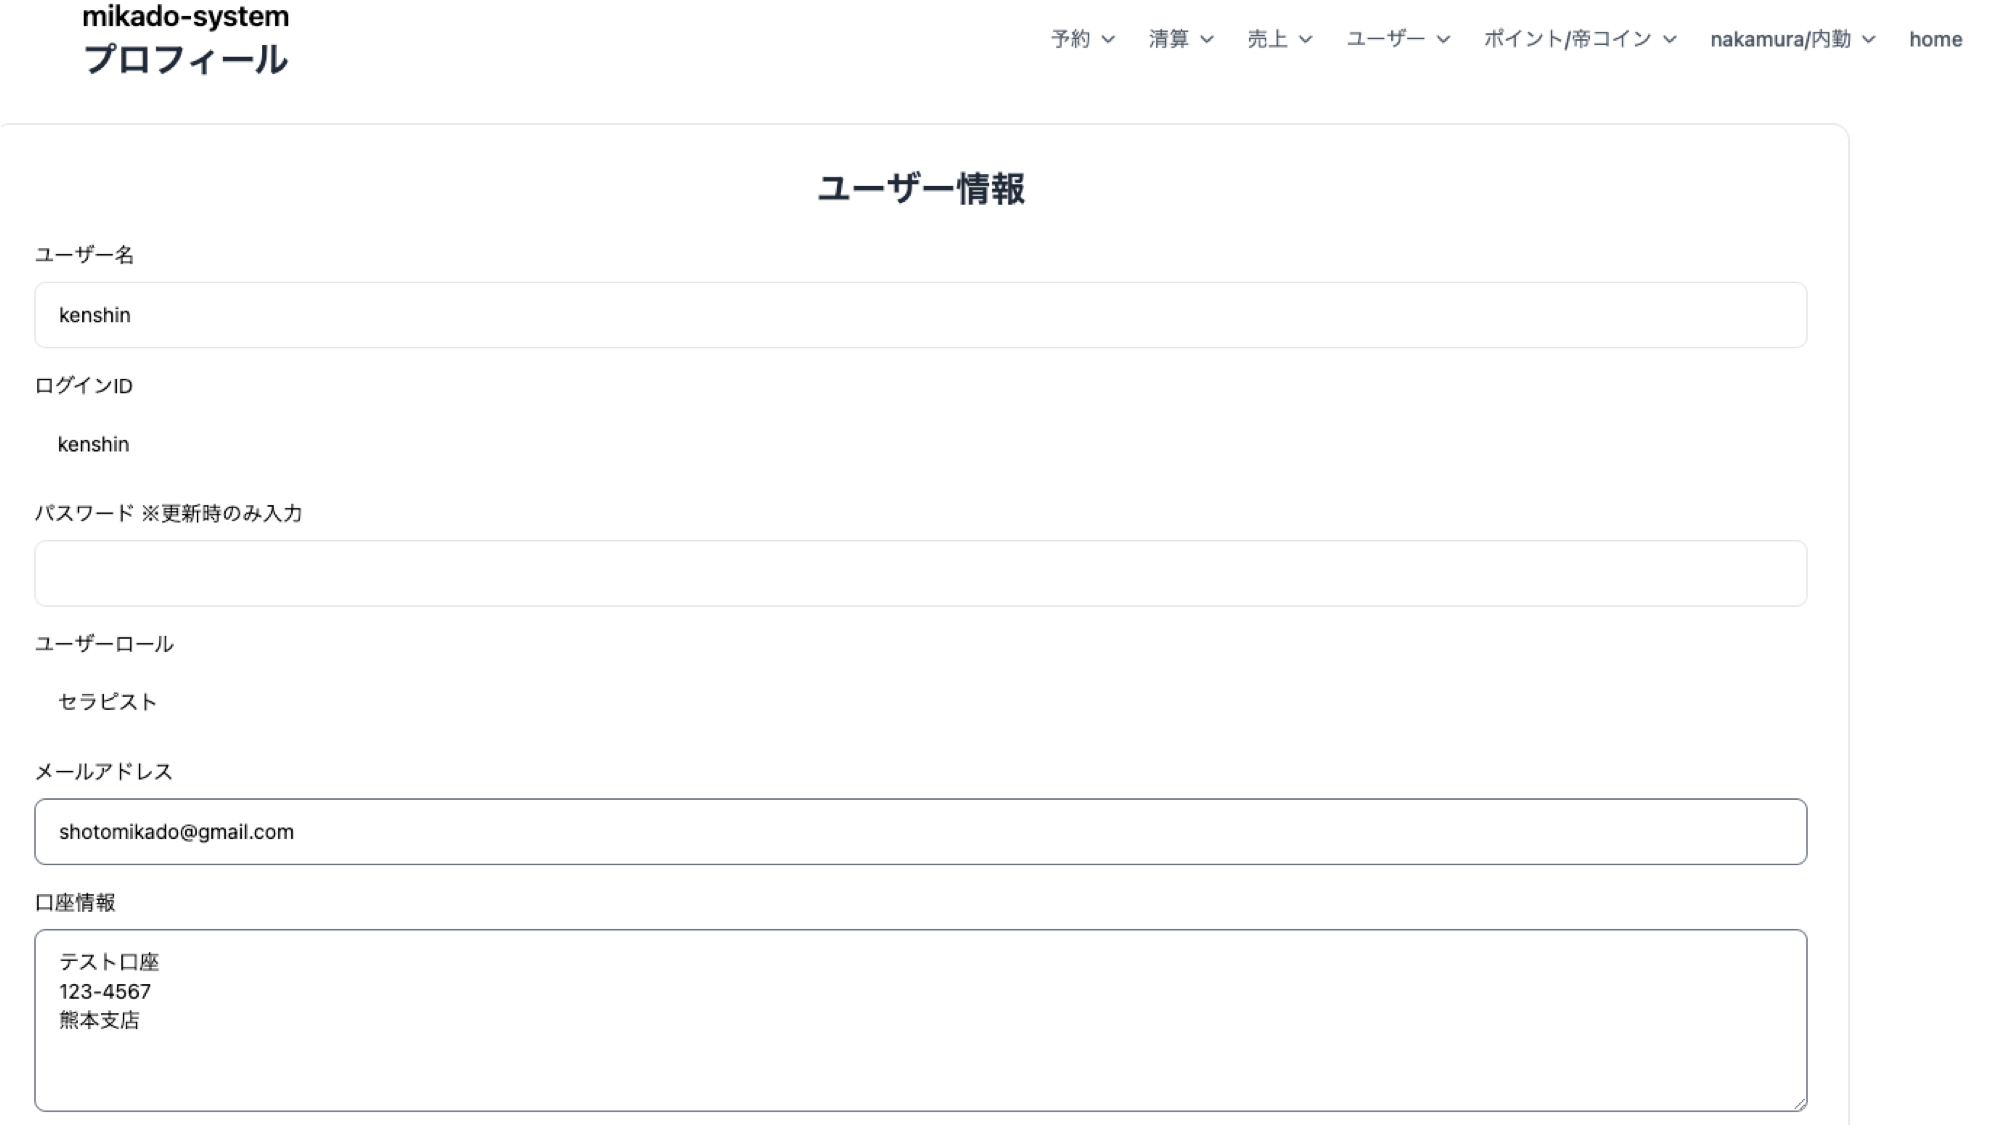 mikado-system
プロフィール
予約 清算 売上 ユーザー ポイント/帝コイン nakamura/内勤 home
ユーザー情報
ユーザー名
kenshin
ログインID
kenshin
パスワード ※更新時のみ入力
ユーザーロール
セラピスト
メールアドレス
shotomikado@gmail.com
口座情報
テスト口座
123-4567
熊本支店